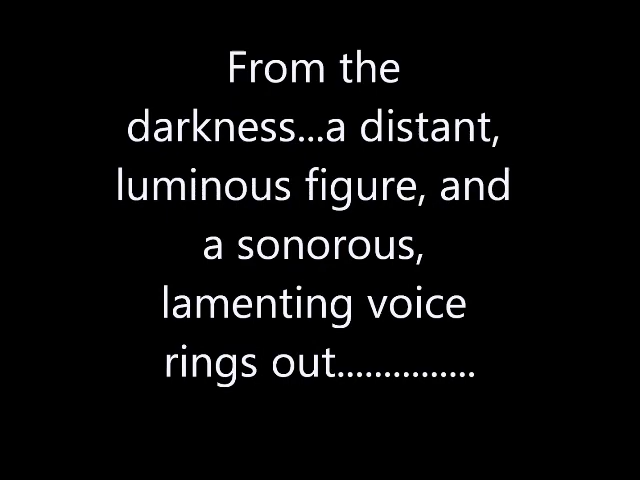 From the
darkness...a distant,
luminous figure, and
a sonorous,
lamenting voice
rings out...............